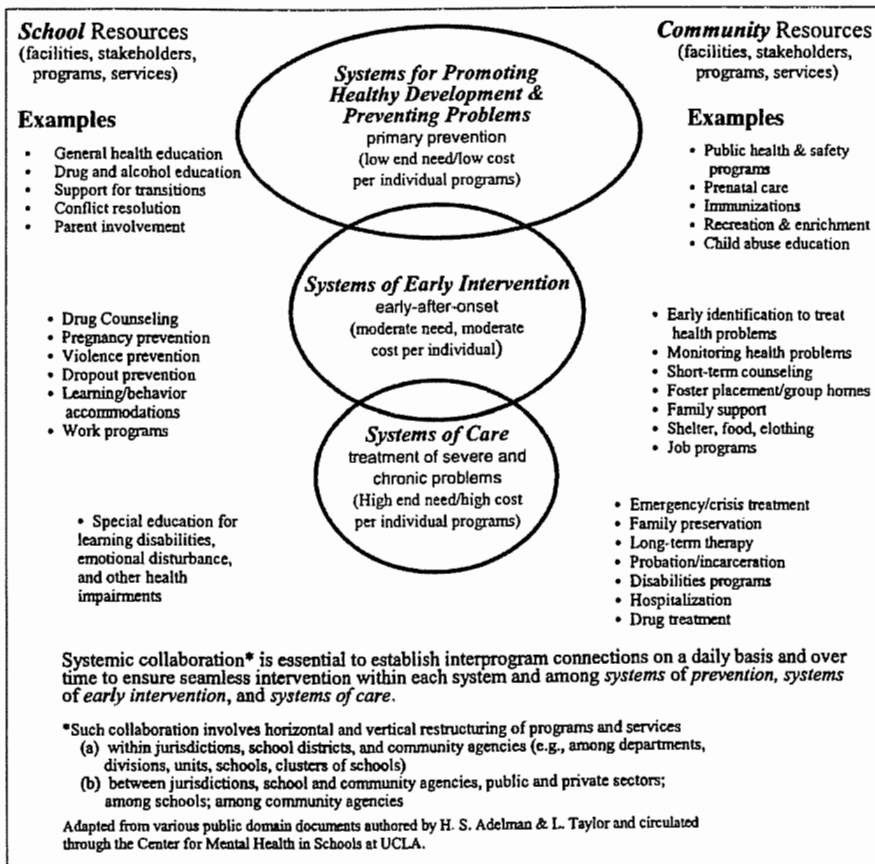 School Resources
(facilities, stakeholders,
programs, services)
Examples
• General health education
• Drug and alcohol education
• Support for transitions
• Conflict resolution
• Parent involvement
Systems for Promoting
Healthy Development &
Preventing Problems
primary prevention
(low end need/low cost
per individual programs)
Community Resources
(facilities, stakeholders,
programs, services)
Examples
• Public health & safety
programs
• Prenatal care
• Immunizations
• Recreation & enrichment
• Child abuse education
• Drug Counseling
• Pregnancy prevention
• Violence prevention
• Dropout prevention
• Learning/behavior
accommodations
• Work programs
Systems of Early Intervention
early-after-onset
(moderate need, moderate
cost per individual)
• Early identification to treat
health problems
• Monitoring health problems
• Short-term counseling
• Foster placement/group homes
• Family support
• Shelter, food, clothing
• Job programs
• Special education for
learning disabilities,
emotional disturbance,
and other health
impairments
Systems of Care
treatment of severe and
chronic problems
(High end need/high cost
per individual programs)
• Emergency/crisis treatment
• Family preservation
• Long-term therapy
• Probation/incarceration
• Disabilities programs
• Hospitalization
• Drug treatment
Systemic collaboration* is essential to establish interprogram connections on a daily basis and over
time to ensure seamless intervention within each system and among systems of prevention, systems
of early intervention, and systems of care.
*Such collaboration involves horizontal and vertical restructuring of programs and services
(a) within jurisdictions, school districts, and community agencies (e.g., among departments,
divisions, units, schools, clusters of schools)
(b) between jurisdictions, school and community agencies, public and private sectors;
among schools; among community agencies
Adapted from various public domain documents authored by H. S. Adelman & L. Taylor and circulated
through the Center for Mental Health in Schools at UCLA.